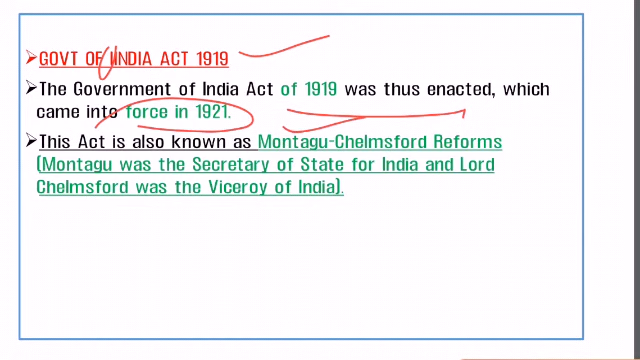 ➢GOVT OF INDIA ACT 1919
➢The Government of India Act of 1919 was thus enacted, which
came into force in 1921.
➢This Act is also known as Montagu-Chelmsford Reforms
(Montagu was the Secretary of State for India and Lord
Chelmsford was the Viceroy of India).